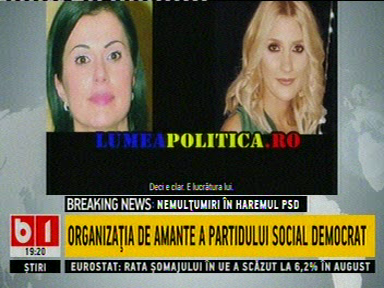 LUMEAPOLITICA.RO
Deci e clar. E lucrătura lui.
BREAKING NEWS NEMULȚUMIRI ÎN HAREMUL PSD
B1
ORGANIZAȚIA DE AMANTE A PARTIDULUI SOCIAL DEMOCRAT
19:20
ȘTIRI EUROSTAT: RATA ȘOMAJULUI ÎN UE A SCĂZUT LA 6,2% ÎN AUGUST